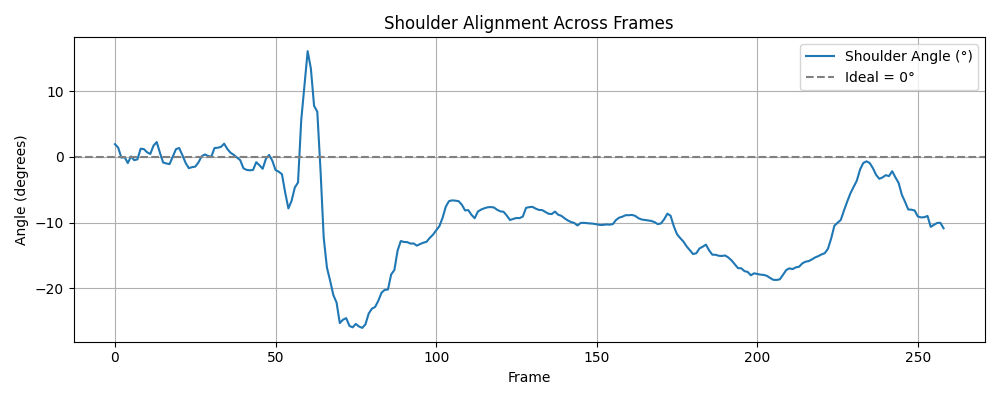 Shoulder Alignment Across Frames
Shoulder Angle (°)
Ideal = 0°
Angle (degrees)
10
0
−10
−20
0 50 100 150 200 250
Frame